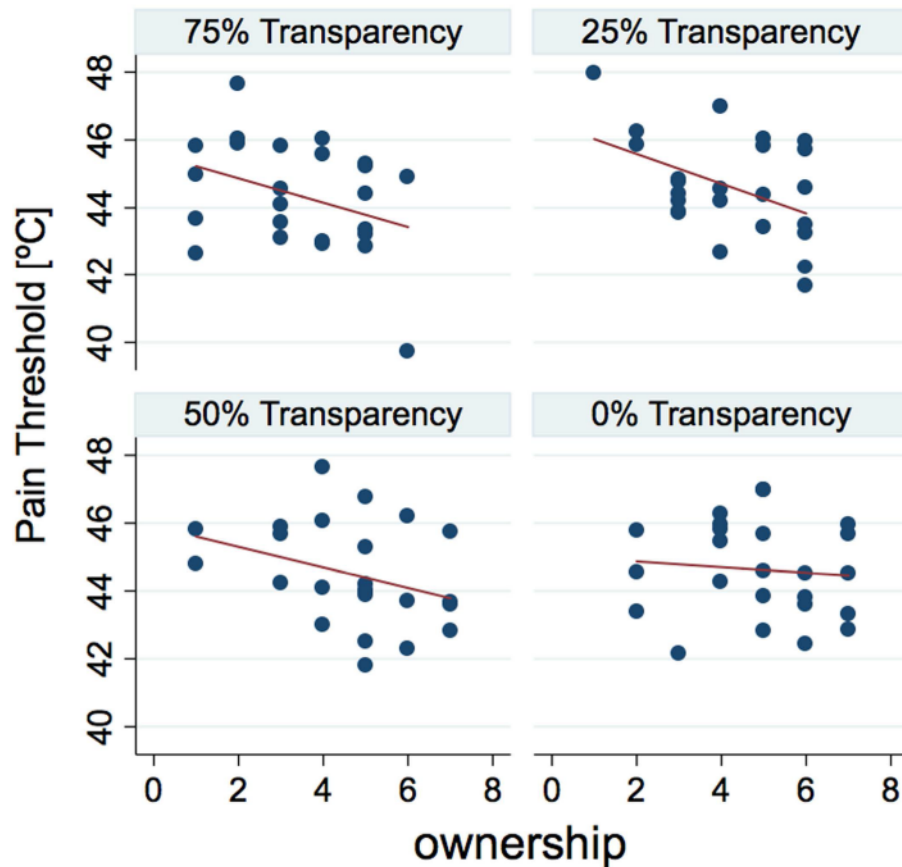 75% Transparency
25% Transparency
48
46
44
42
40
Pain Threshold [ºC]
50% Transparency
0% Transparency
48
46
44
42
40
0 2 4 6 8
0 2 4 6 8
ownership